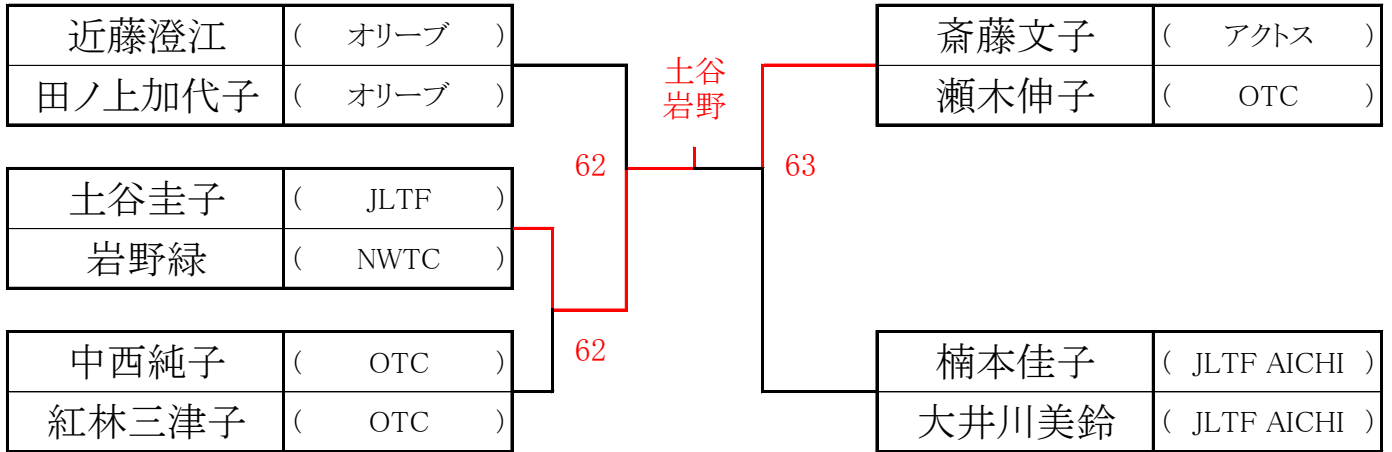 近藤澄江 ( オリーブ )
田ノ上加代子 ( オリーブ )
土谷圭子 ( JLTF )
岩野緑 ( NWTC )
中西純子 ( OTC )
紅林三津子 ( OTC )
62
62
土谷
岩野
63
斎藤文子 ( アクトス )
瀬木伸子 ( OTC )
楠本佳子 ( JLTF AICHI )
大井川美鈴 ( JLTF AICHI )